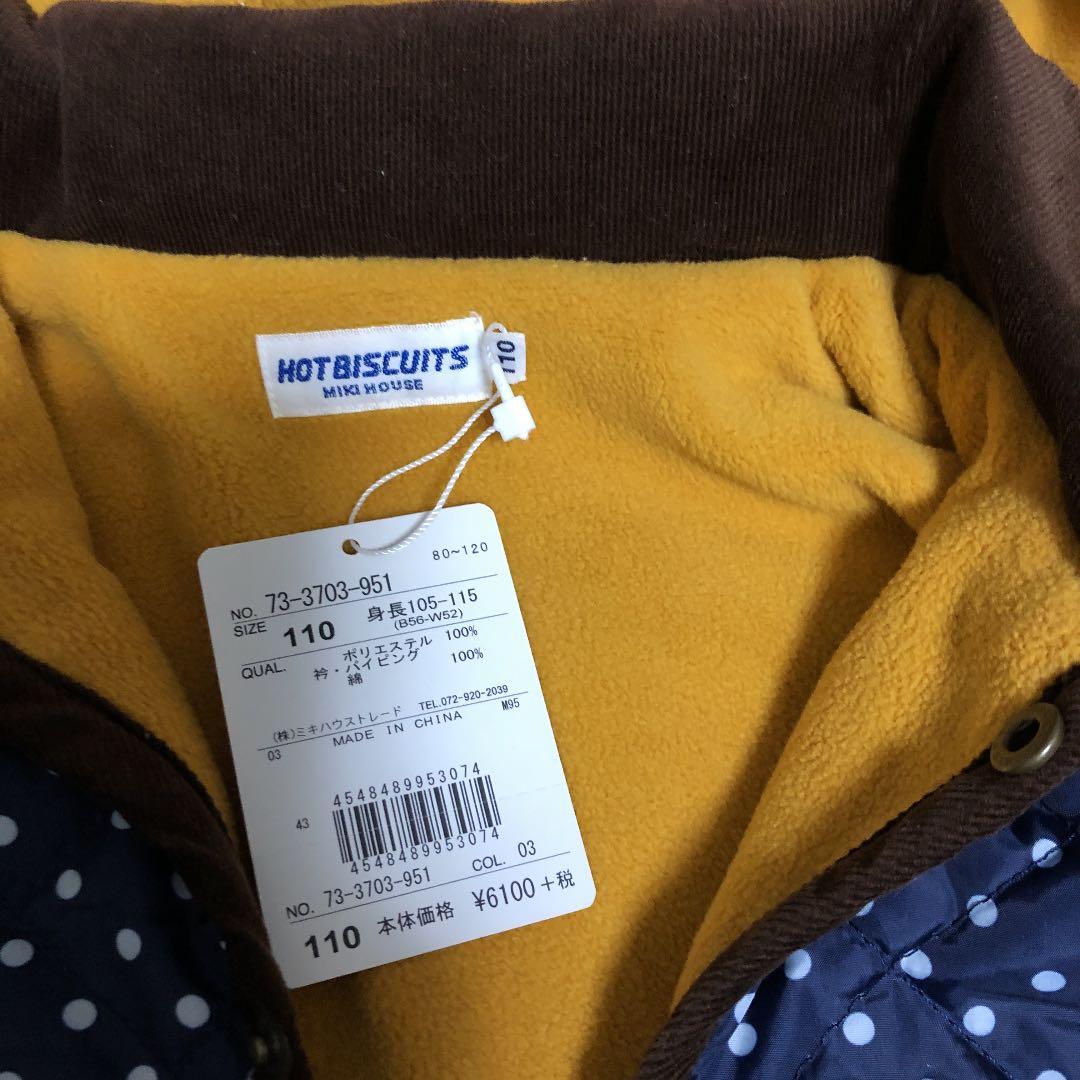 HOT BISCUITS
MIKI HOUSE
110
80~120
NO. 73-3703-951
SIZE 110 身長105-115
(B56-W52)
QUAL. ポリエステル 100%
衿・パイピング
綿 100%
(株)ミキハウストレード TEL.072-920-2039
03 MADE IN CHINA M95
4548489953074
43
4548489953074
NO. 73-3703-951 COL. 03
110 本体価格 ¥6100+税